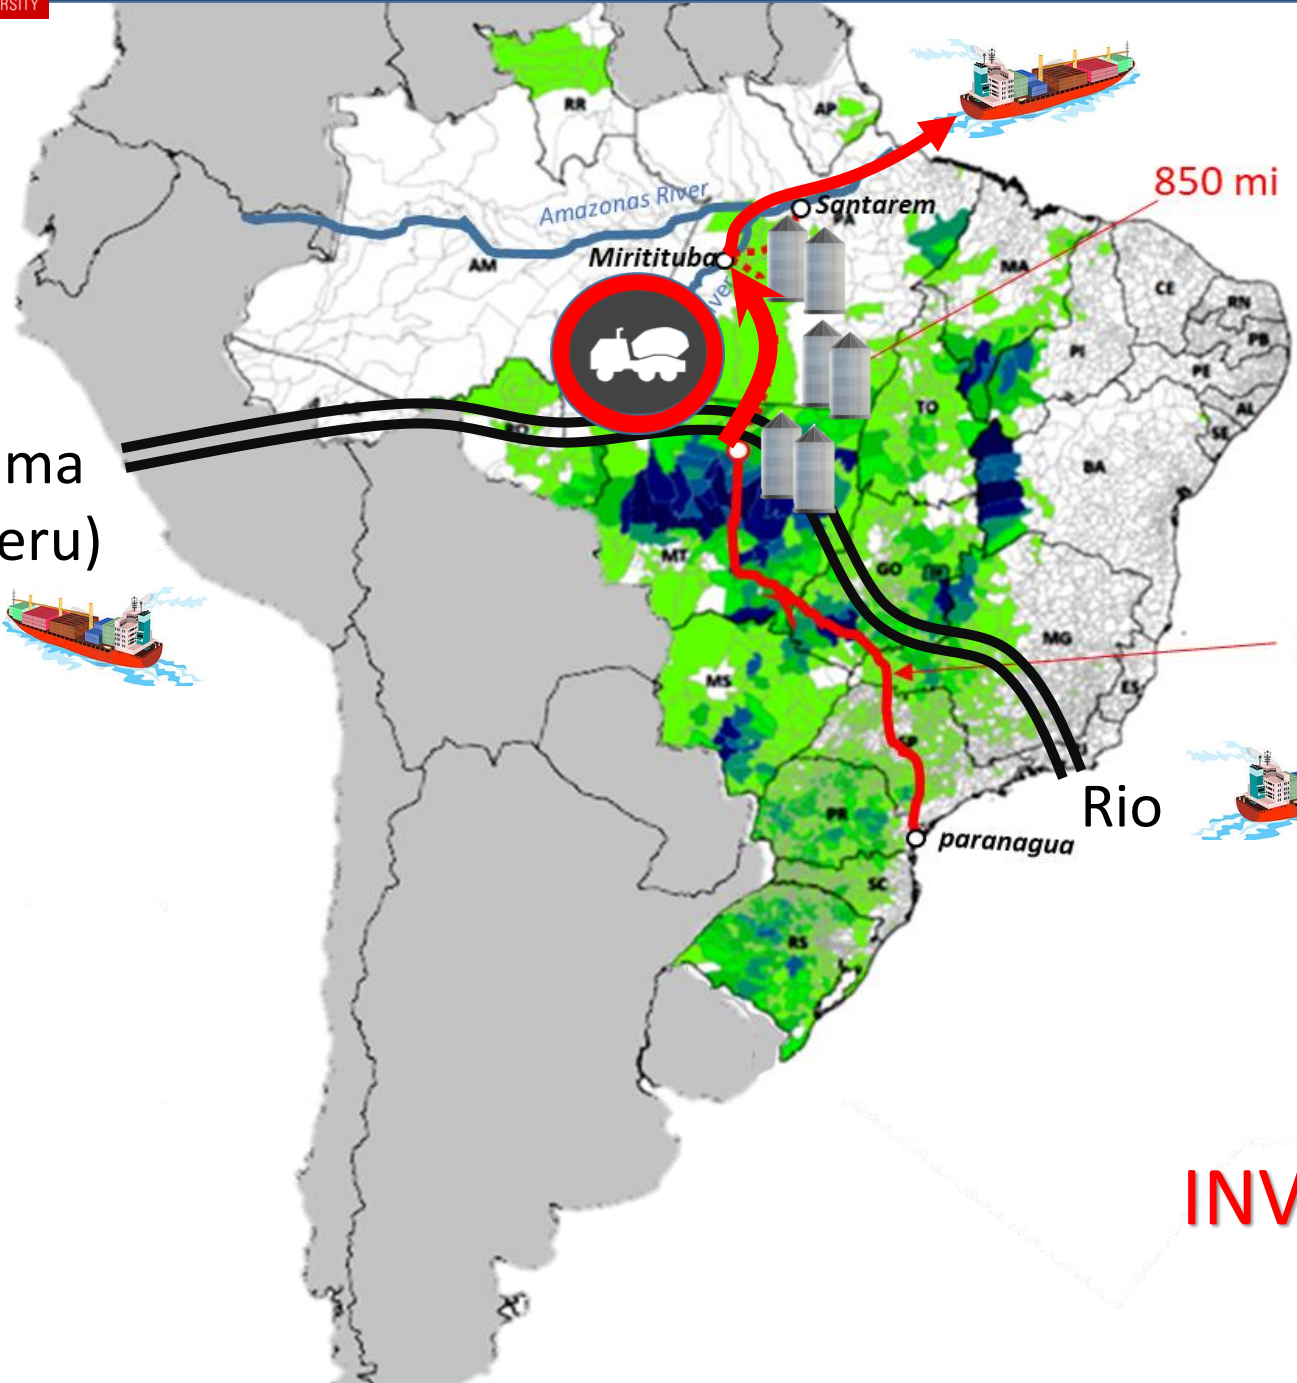 RSITY
RR
AP
850 mi
Amazonas River
Santarem
Miritituba
AM
MA
CE
RN
PB
PI
PE
AL
SE
TO
BA
RO
ma
eru)
MT
GO
DF
MG
ES
MS
SP
Rio
PR
paranagua
SC
RS
INV